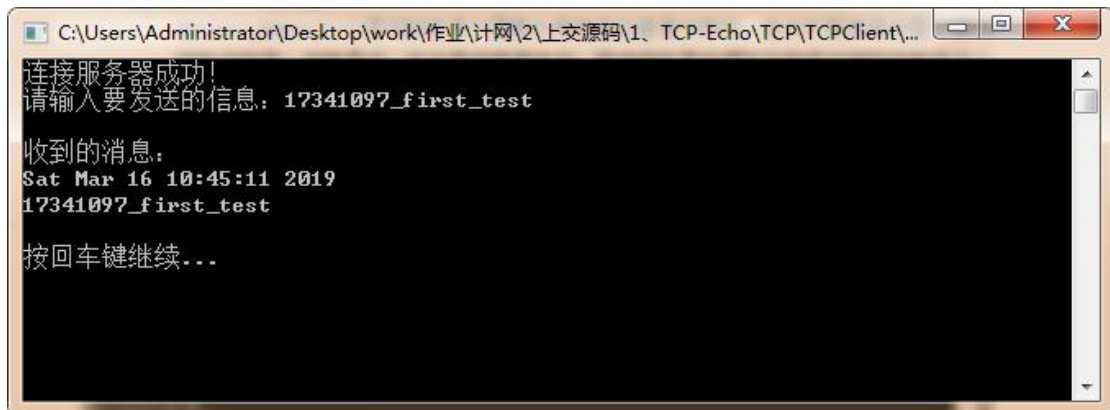 C:\Users\Administrator\Desktop\work\作业\计网\2\上交源码\1、TCP-Echo\TCP\TCPClient\...
连接服务器成功!
请输入要发送的信息: 17341097_first_test
收到的消息:
Sat Mar 16 10:45:11 2019
17341097_first_test
按回车键继续...